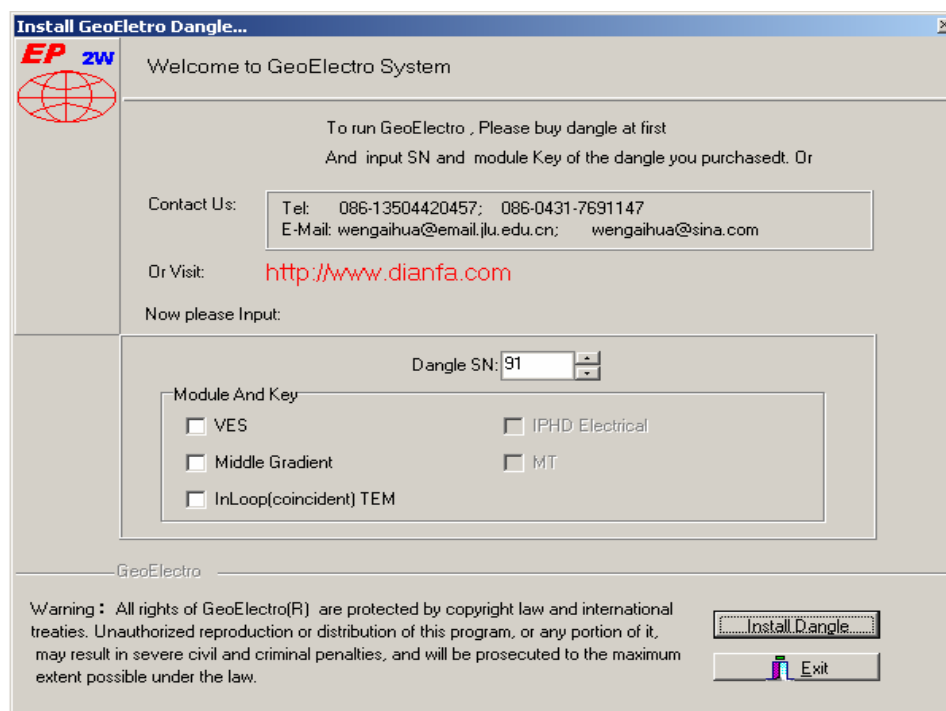 Install GeoEletro Dangle...
EP 2W
Welcome to GeoElectro System
To run GeoElectro , Please buy dangle at first
And input SN and module Key of the dangle you purchasedt. Or
Contact Us:
Tel: 086-13504420457; 086-0431-7691147
E-Mail: wengaihua@email.jlu.edu.cn; wengaihua@sina.com
Or Visit: http://www.dianfa.com
Now please Input:
Dangle SN: 91
Module And Key
VES IPHD Electrical
Middle Gradient MT
InLoop(coincident) TEM
GeoElectro
Warning : All rights of GeoElectro(R) are protected by copyright law and international
treaties. Unauthorized reproduction or distribution of this program, or any portion of it,
may result in severe civil and criminal penalties, and will be prosecuted to the maximum
extent possible under the law.
Install Dangle
Exit